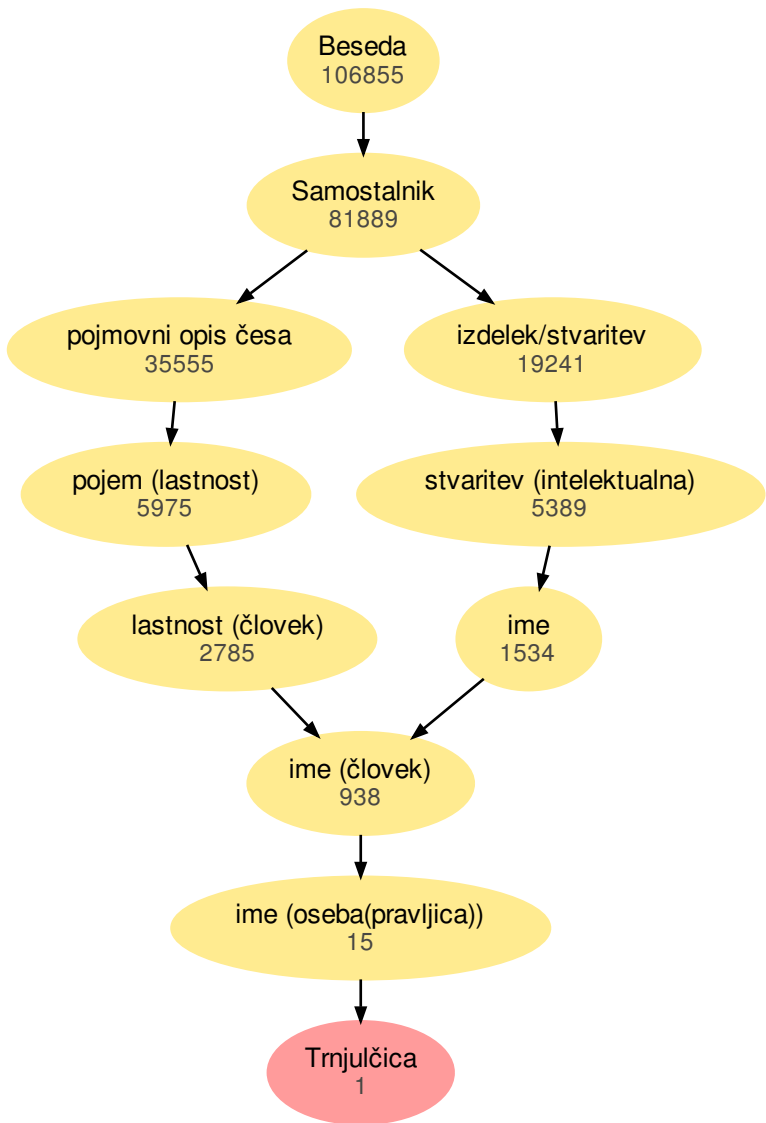 Beseda
106855
Samostalnik
81889
pojmovni opis česa
35555
izdelek/stvaritev
19241
pojem (lastnost)
5975
stvaritev (intelektualna)
5389
lastnost (človek)
2785
ime
1534
ime (človek)
938
ime (oseba(pravljica))
15
Trnjulčica
1